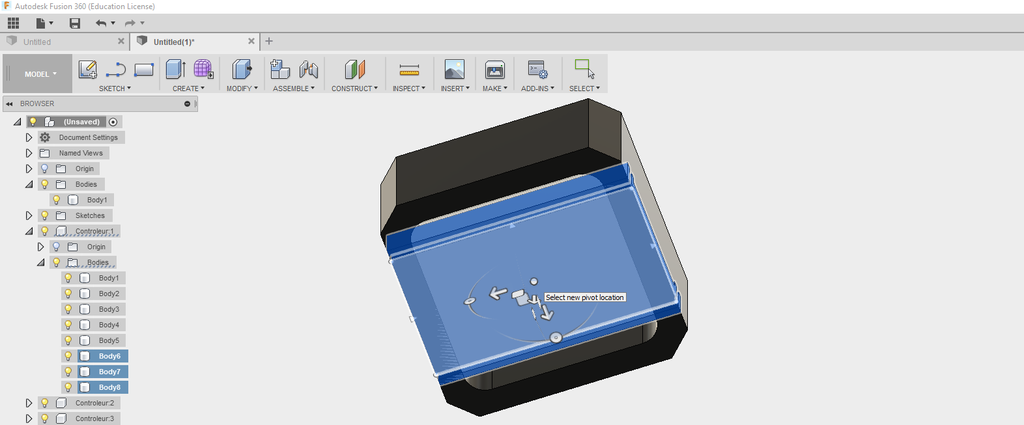 Autodesk Fusion 360 (Education License)
Untitled
Untitled(1)*
MODEL
SKETCH
CREATE
MODIFY
ASSEMBLE
CONSTRUCT
INSPECT
INSERT
MAKE
ADD-INS
SELECT
BROWSER
(Unsaved)
Document Settings
Named Views
Origin
Bodies
Body1
Sketches
Controleur:1
Origin
Bodies
Body1
Body2
Body3
Body4
Body5
Body6
Body7
Body8
Controleur:2
Controleur:3
Select new pivot location